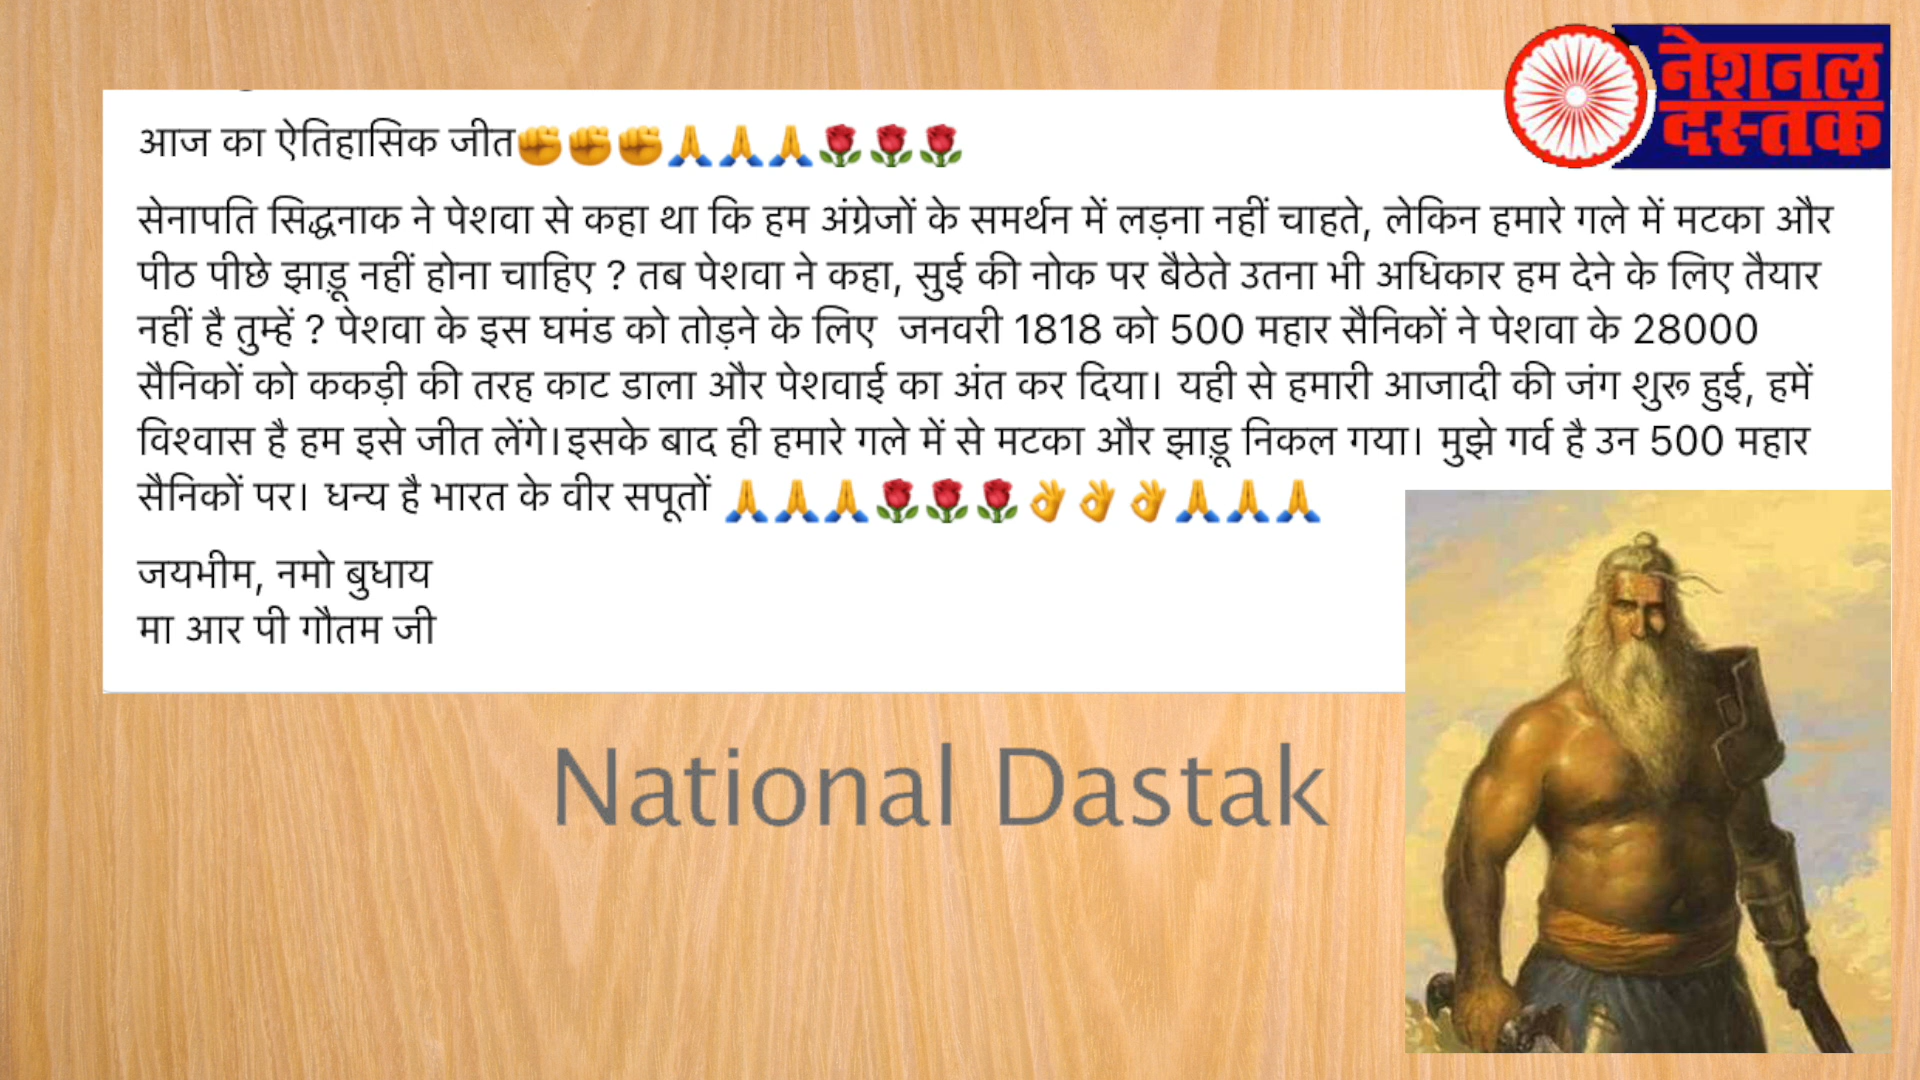 नेशनल
दस्तक
आज का ऐतिहासिक जीत✊✊✊🙏🙏🙏🌹🌹🌹
सेनापति सिद्धनाक ने पेशवा से कहा था कि हम अंग्रेजों के समर्थन में लड़ना नहीं चाहते, लेकिन हमारे गले में मटका और
पीठ पीछे झाड़ू नहीं होना चाहिए ? तब पेशवा ने कहा, सुई की नोक पर बैठेते उतना भी अधिकार हम देने के लिए तैयार
नहीं है तुम्हें ? पेशवा के इस घमंड को तोड़ने के लिए  जनवरी 1818 को 500 महार सैनिकों ने पेशवा के 28000
सैनिकों को ककड़ी की तरह काट डाला और पेशवाई का अंत कर दिया। यही से हमारी आजादी की जंग शुरू हुई, हमें
विश्वास है हम इसे जीत लेंगे।इसके बाद ही हमारे गले में से मटका और झाड़ू निकल गया। मुझे गर्व है उन 500 महार
सैनिकों पर। धन्य है भारत के वीर सपूतों 🙏🙏🙏🌹🌹🌹👌👌👌🙏🙏🙏
जयभीम, नमो बुधाय
मा आर पी गौतम जी
National Dastak